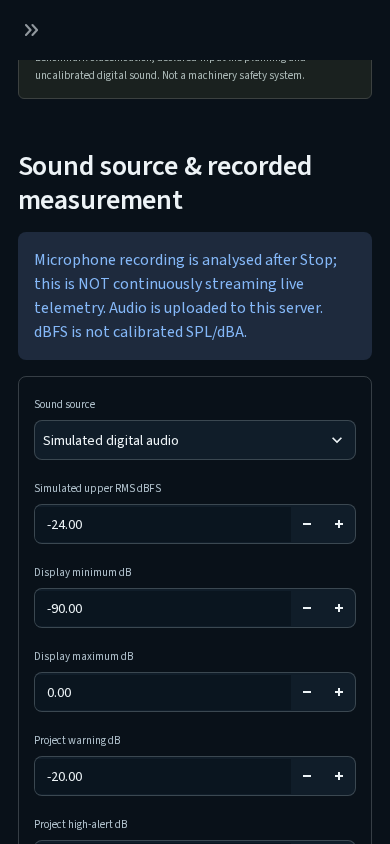 uncalibrated digital sound. Not a machinery safety system.
Sound source & recorded
measurement
Microphone recording is analysed after Stop;
this is NOT continuously streaming live
telemetry. Audio is uploaded to this server.
dBFS is not calibrated SPL/dBA.
Sound source
Simulated digital audio
Simulated upper RMS dBFS
-24.00
Display minimum dB
-90.00
Display maximum dB
0.00
Project warning dB
-20.00
Project high-alert dB